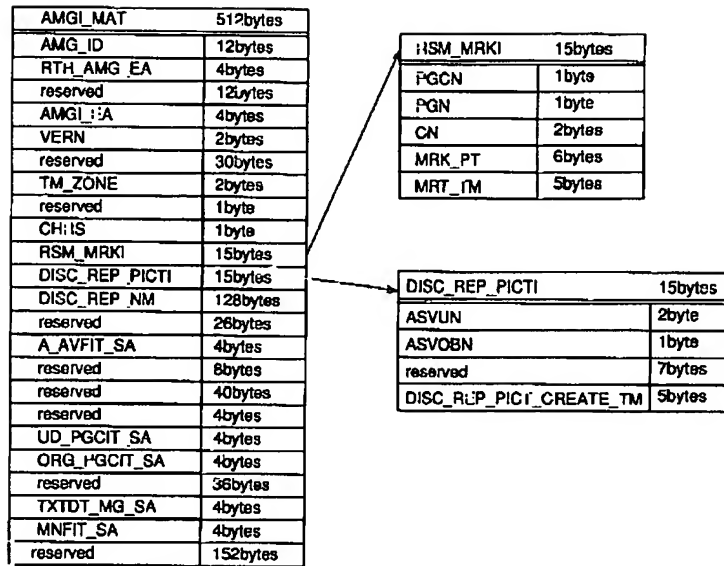 AMGI_MAT 512bytes
AMG_ID 12bytes
RTH_AMG_EA 4bytes
reserved 12bytes
AMGI_EA 4bytes
VERN 2bytes
reserved 30bytes
TM_ZONE 2bytes
reserved 1byte
CHHS 1byte
RSM_MRKI 15bytes
DISC_REP_PICTI 15bytes
DISC_REP_NM 128bytes
reserved 26bytes
A_AVFIT_SA 4bytes
reserved 8bytes
reserved 40bytes
reserved 4bytes
UD_PGCIT_SA 4bytes
ORG_PGCIT_SA 4bytes
reserved 36bytes
TXTDT_MG_SA 4bytes
MNFIT_SA 4bytes
reserved 152bytes
RSM_MRKI 15bytes
PGCN 1byte
PGN 1byte
CN 2bytes
MRK_PT 6bytes
MRT_TM 5bytes
DISC_REP_PICTI 15bytes
ASVUN 2byte
ASVOBN 1byte
reserved 7bytes
DISC_REP_PICT_CREATE_TM 5bytes